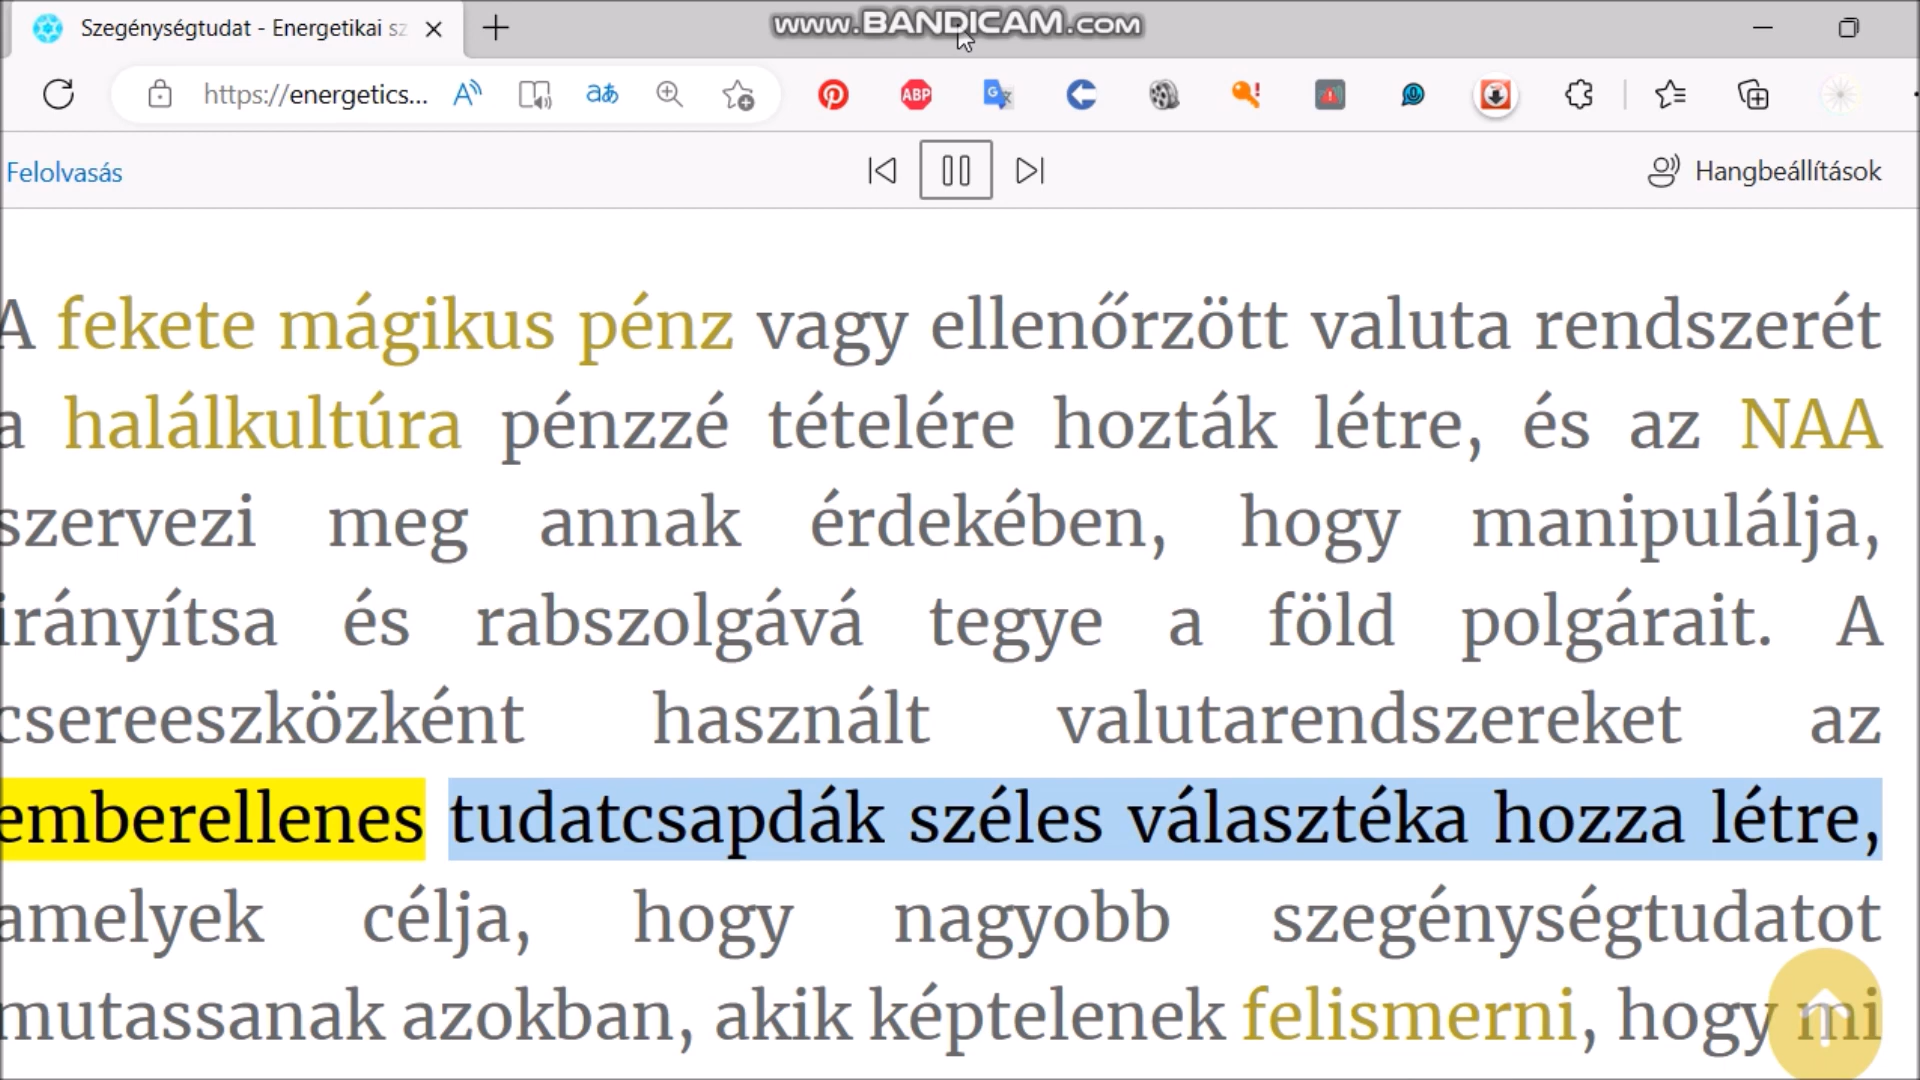 Szegénységtudat - Energetikai sz
www.BANDICAM.com
https://energetics...
ABP
Felolvasás
Hangbeállítások
A fekete mágikus pénz vagy ellenőrzött valuta rendszerét
a halálkultúra pénzzé tételére hozták létre, és az NAA
szervezi meg annak érdekében, hogy manipulálja,
irányítsa és rabszolgává tegye a föld polgárait. A
csereeszközként használt valutarendszereket az
emberellenes tudatcsapdák széles választéka hozza létre,
amelyek célja, hogy nagyobb szegénységtudatot
mutassanak azokban, akik képtelenek felismerni, hogy mi